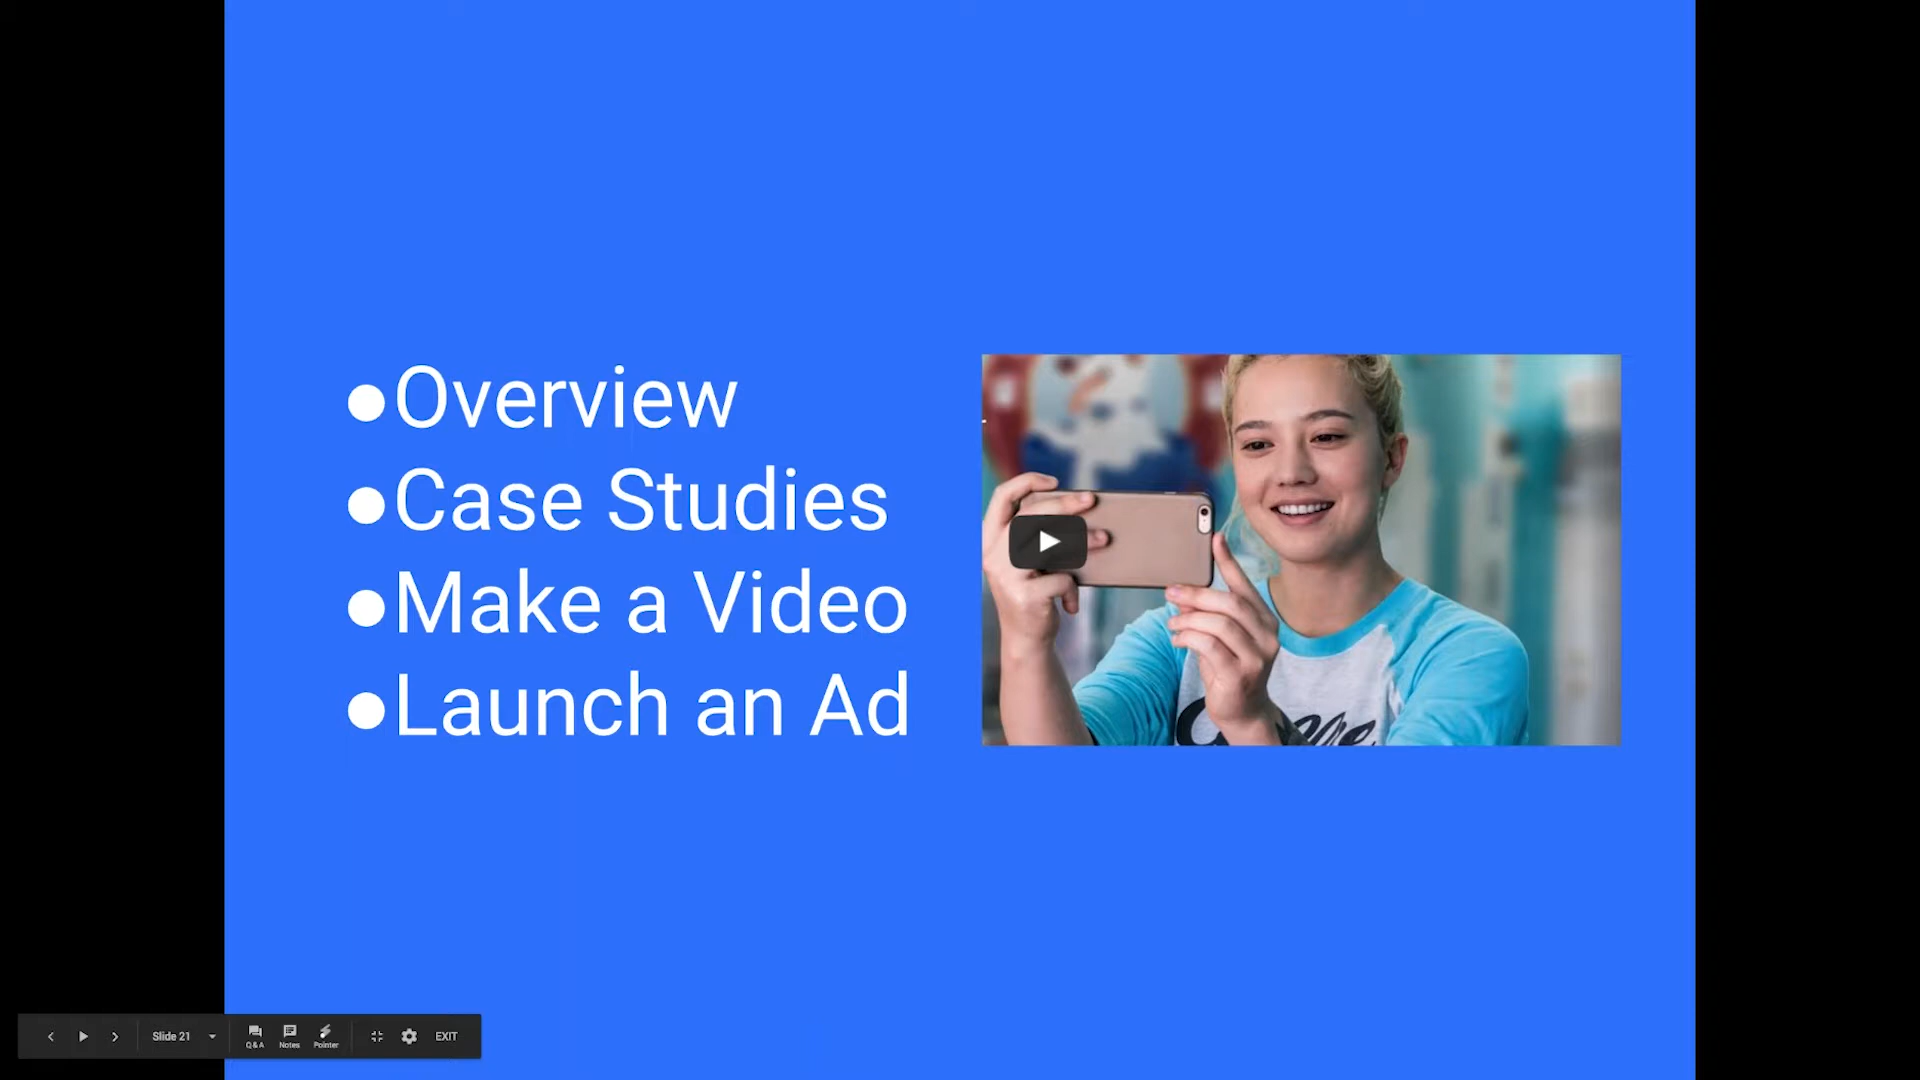 ●Overview
●Case Studies
●Make a Video
●Launch an Ad
Slide 21
Q&A
Notes
Pointer
EXIT